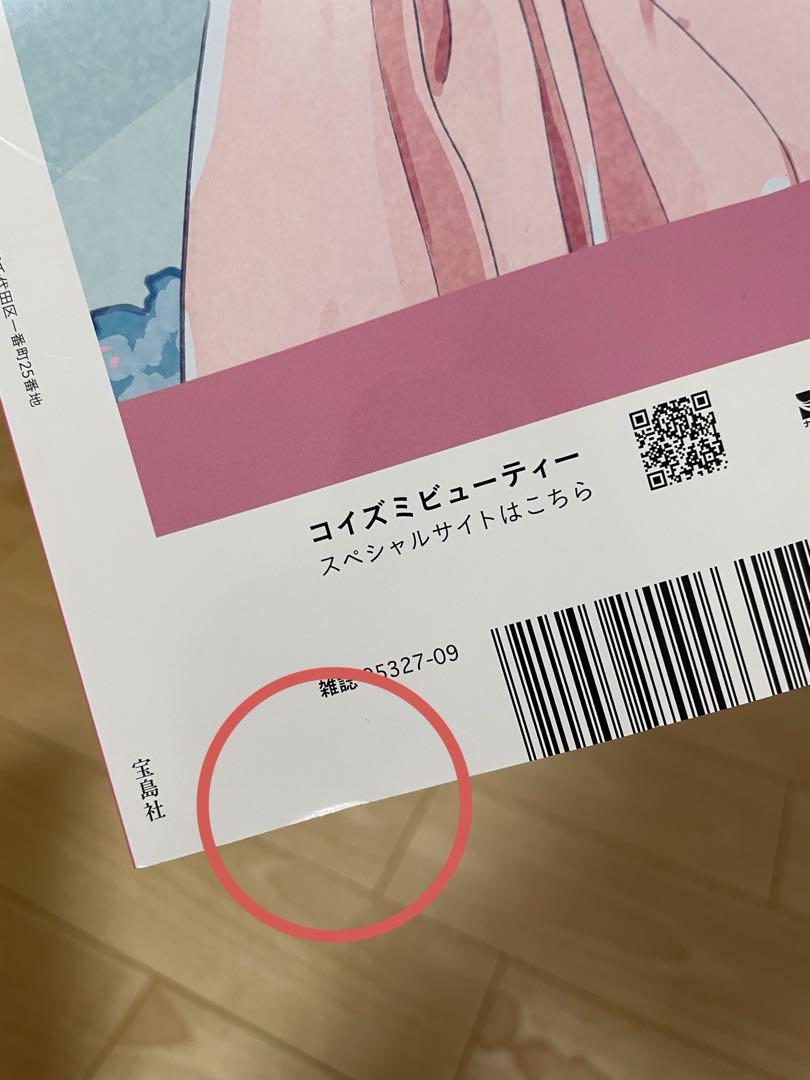 代田区一番町25番地
コイズミビューティー
スペシャルサイトはこちら
雑誌 05327-09
宝島社